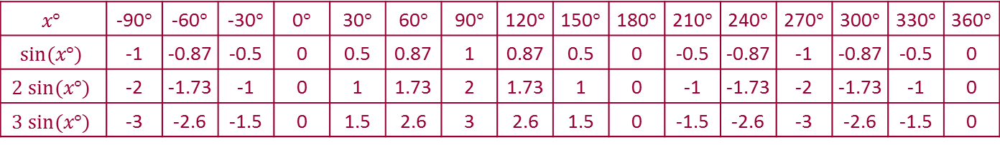 x° -90° -60° -30° 0° 30° 60° 90° 120° 150° 180° 210° 240° 270° 300° 330° 360°
sin(x°) -1 -0.87 -0.5 0 0.5 0.87 1 0.87 0.5 0 -0.5 -0.87 -1 -0.87 -0.5 0
2 sin(x°) -2 -1.73 -1 0 1 1.73 2 1.73 1 0 -1 -1.73 -2 -1.73 -1 0
3 sin(x°) -3 -2.6 -1.5 0 1.5 2.6 3 2.6 1.5 0 -1.5 -2.6 -3 -2.6 -1.5 0